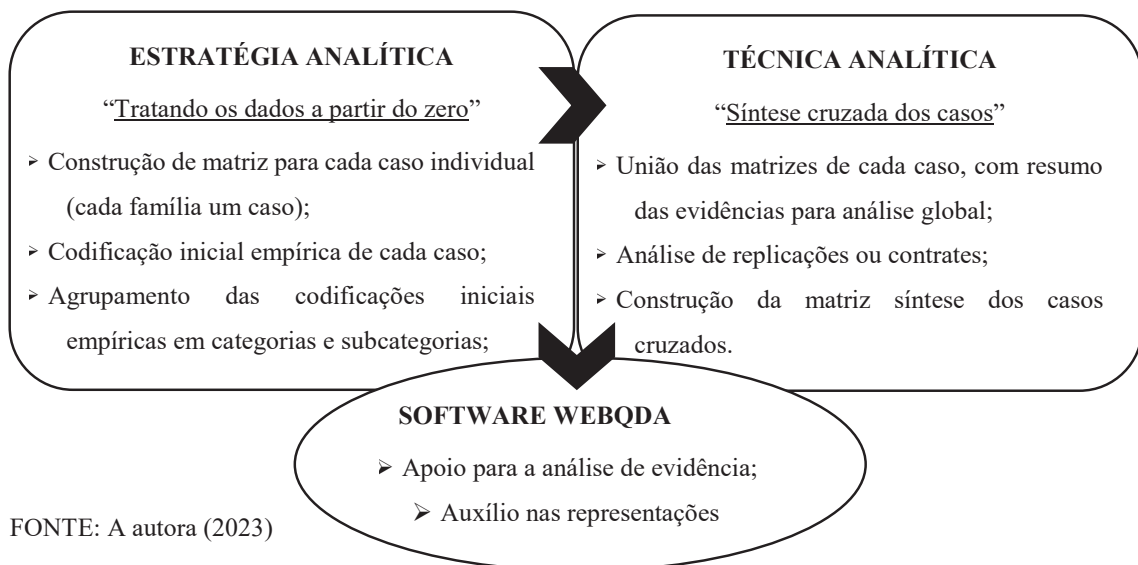 ESTRATÉGIA ANALÍTICA
“Tratando os dados a partir do zero”
➢ Construção de matriz para cada caso individual
(cada família um caso);
➢ Codificação inicial empírica de cada caso;
➢ Agrupamento das codificações iniciais
empíricas em categorias e subcategorias;
TÉCNICA ANALÍTICA
“Síntese cruzada dos casos”
➢ União das matrizes de cada caso, com resumo
das evidências para análise global;
➢ Análise de replicações ou contrates;
➢ Construção da matriz síntese dos casos
cruzados.
SOFTWARE WEBQDA
➢ Apoio para a análise de evidência;
➢ Auxílio nas representações
FONTE: A autora (2023)